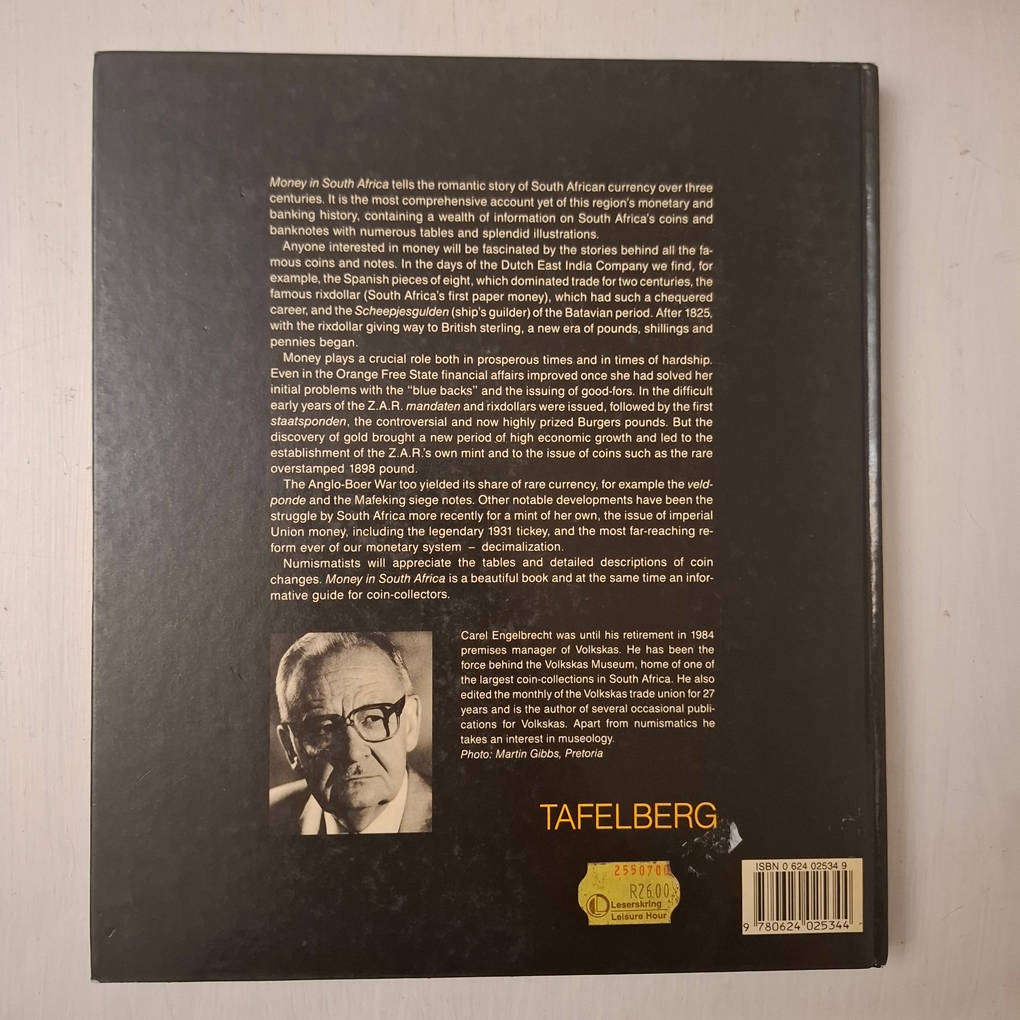 Money in South Africa tells the romantic story of South African currency over three
centuries. It is the most comprehensive account yet of this region's monetary and
banking history, containing a wealth of information on South Africa's coins and
banknotes with numerous tables and splendid illustrations.
Anyone interested in money will be fascinated by the stories behind all the fa-
mous coins and notes. In the days of the Dutch East India Company we find, for
example, the Spanish pieces of eight, which dominated trade for two centuries, the
famous rixdollar (South Africa's first paper money), which had such a chequered
career, and the Scheepjesgulden (ship's guilder) of the Batavian period. After 1825,
with the rixdollar giving way to British sterling, a new era of pounds, shillings and
pennies began.
Money plays a crucial role both in prosperous times and in times of hardship.
Even in the Orange Free State financial affairs improved once she had solved her
initial problems with the "blue backs" and the issuing of good-fors. In the difficult
early years of the Z.A.R. mandaten and rixdollars were issued, followed by the first
staatsponden, the controversial and now highly prized Burgers pounds. But the
discovery of gold brought a new period of high economic growth and led to the
establishment of the Z.A.R.'s own mint and to the issue of coins such as the rare
overstamped 1898 pound.
The Anglo-Boer War too yielded its share of rare currency, for example the veld-
ponde and the Mafeking siege notes. Other notable developments have been the
struggle by South Africa more recently for a mint of her own, the issue of imperial
Union money, including the legendary 1931 tickey, and the most far-reaching re-
form ever of our monetary system – decimalization.
Numismatists will appreciate the tables and detailed descriptions of coin
changes. Money in South Africa is a beautiful book and at the same time an infor-
mative guide for coin-collectors.
Carel Engelbrecht was until his retirement in 1984
premises manager of Volkskas. He has been the
force behind the Volkskas Museum, home of one of
the largest coin-collections in South Africa. He also
edited the monthly of the Volkskas trade union for 27
years and is the author of several occasional publi-
cations for Volkskas. Apart from numismatics he
takes an interest in museology.
Photo: Martin Gibbs, Pretoria
TAFELBERG
2550700
R26.00
Leserskring
Leisure Hour
ISBN 0 624 02534 9
9 780624 025344